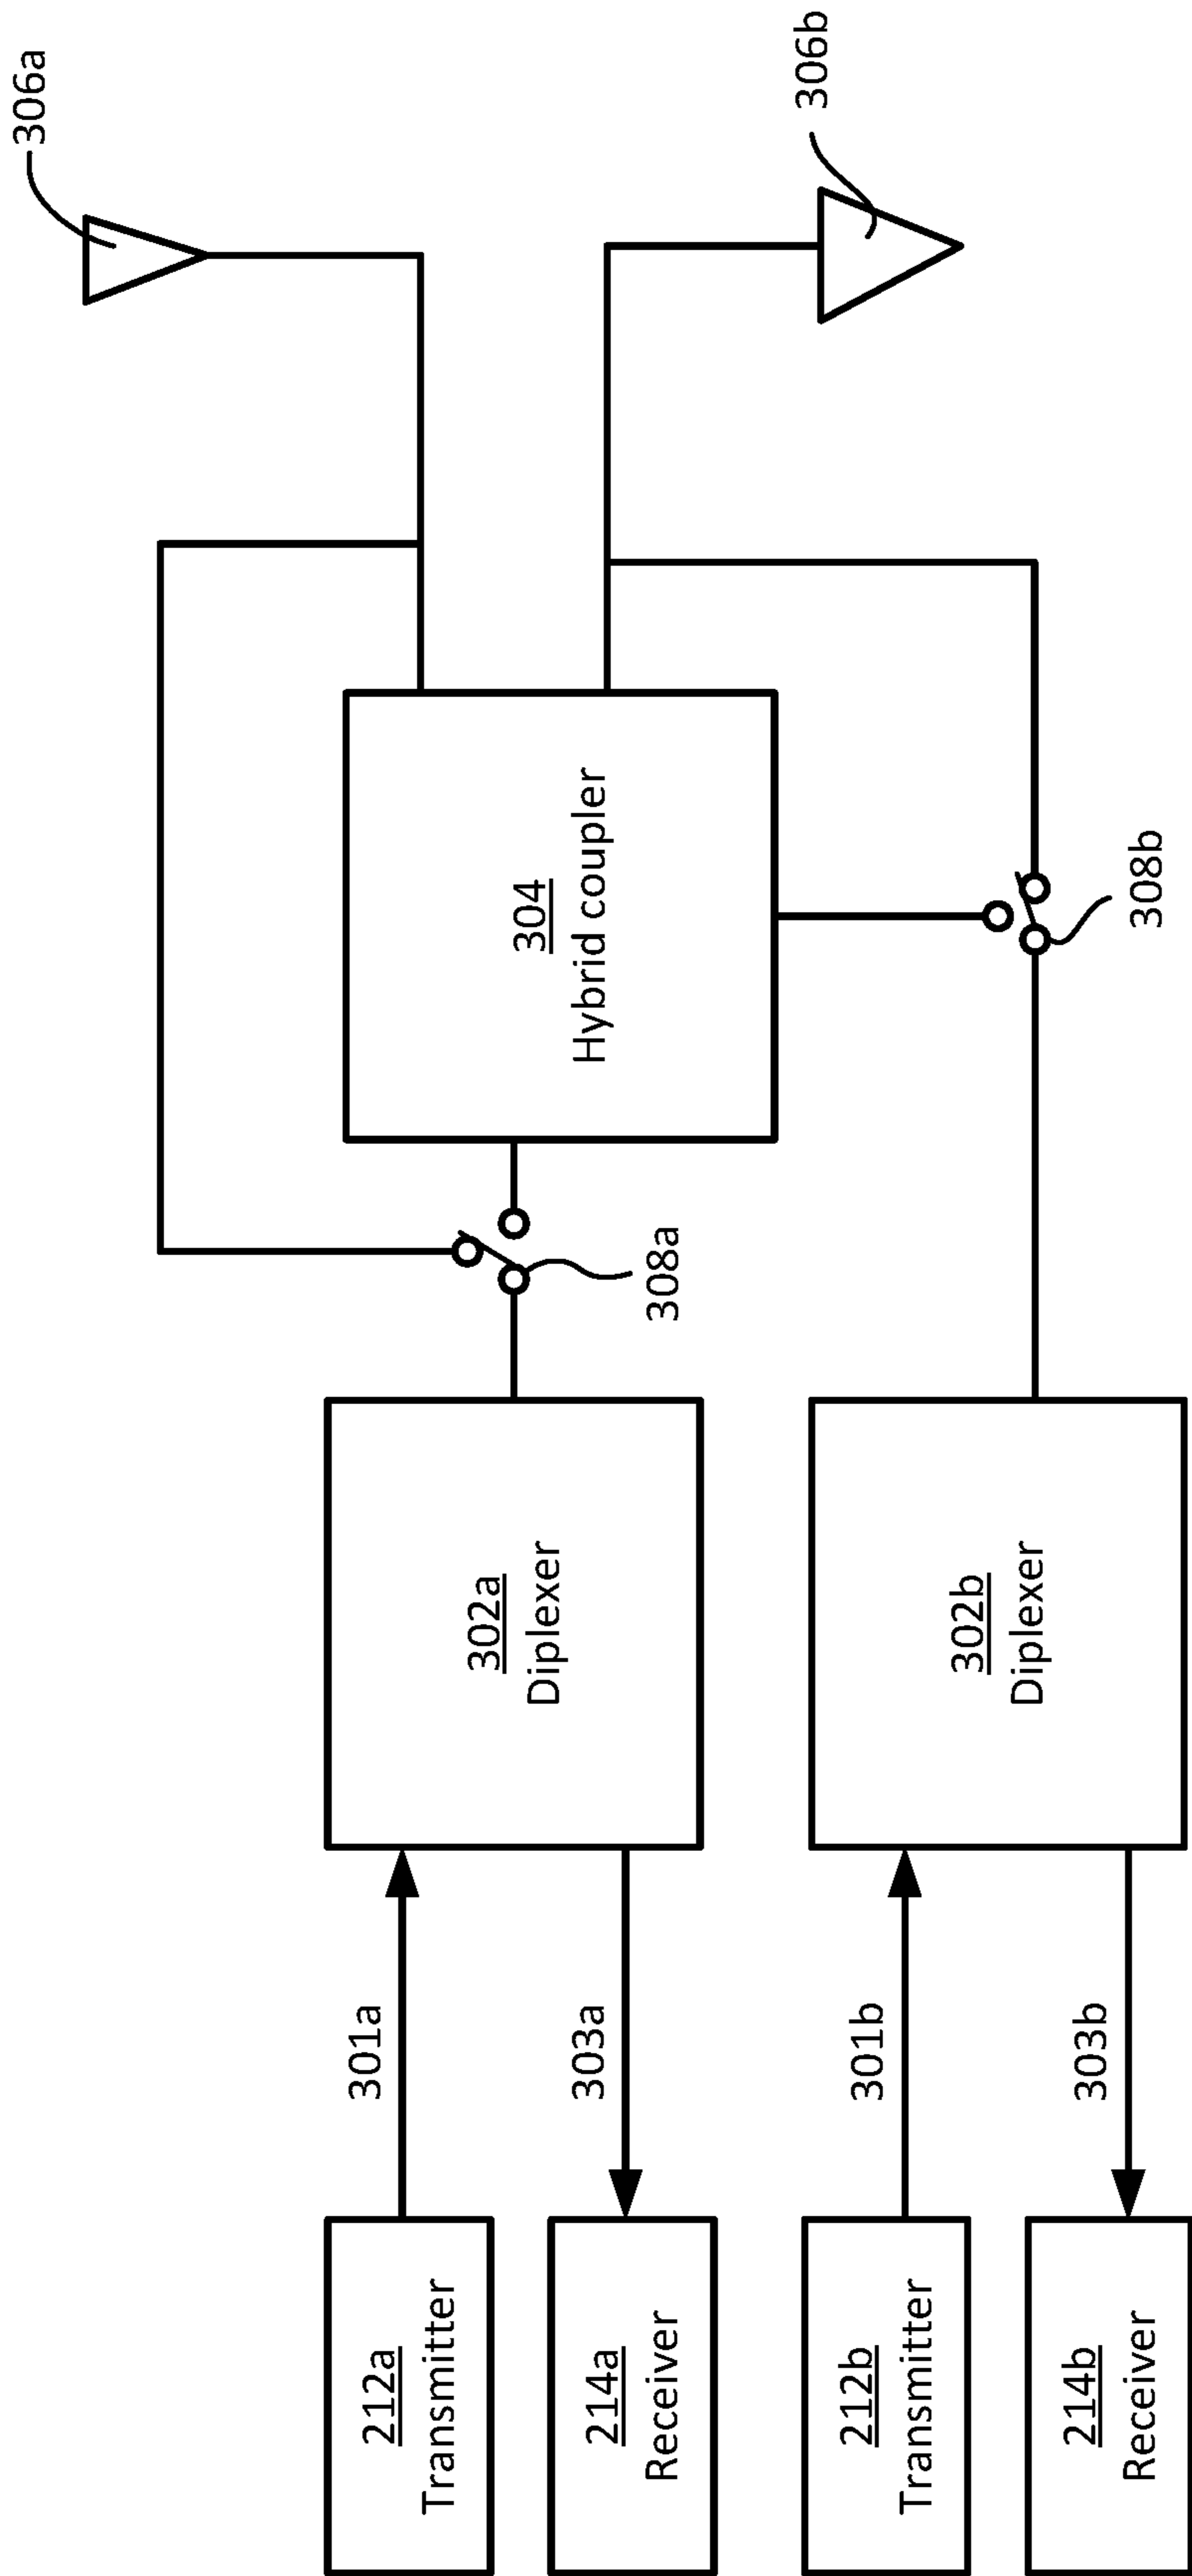 212a
Transmitter
214a
Receiver
212b
Transmitter
214b
Receiver
301a
303a
301b
303b
302a
Diplexer
302b
Diplexer
308a
304
Hybrid coupler
308b
306a
306b